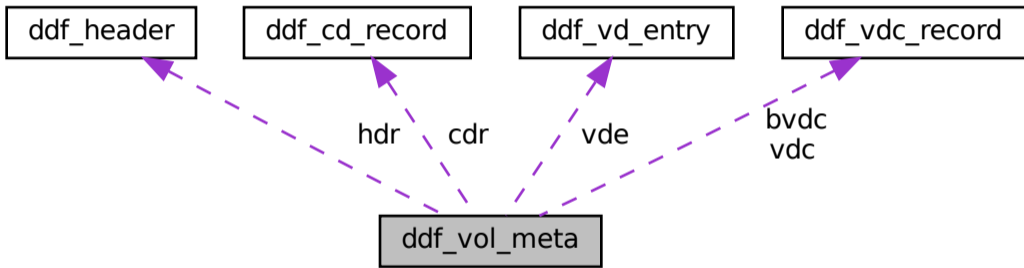 ddf_header
ddf_cd_record
ddf_vd_entry
ddf_vdc_record
hdr
cdr
vde
bvdc
vdc
ddf_vol_meta